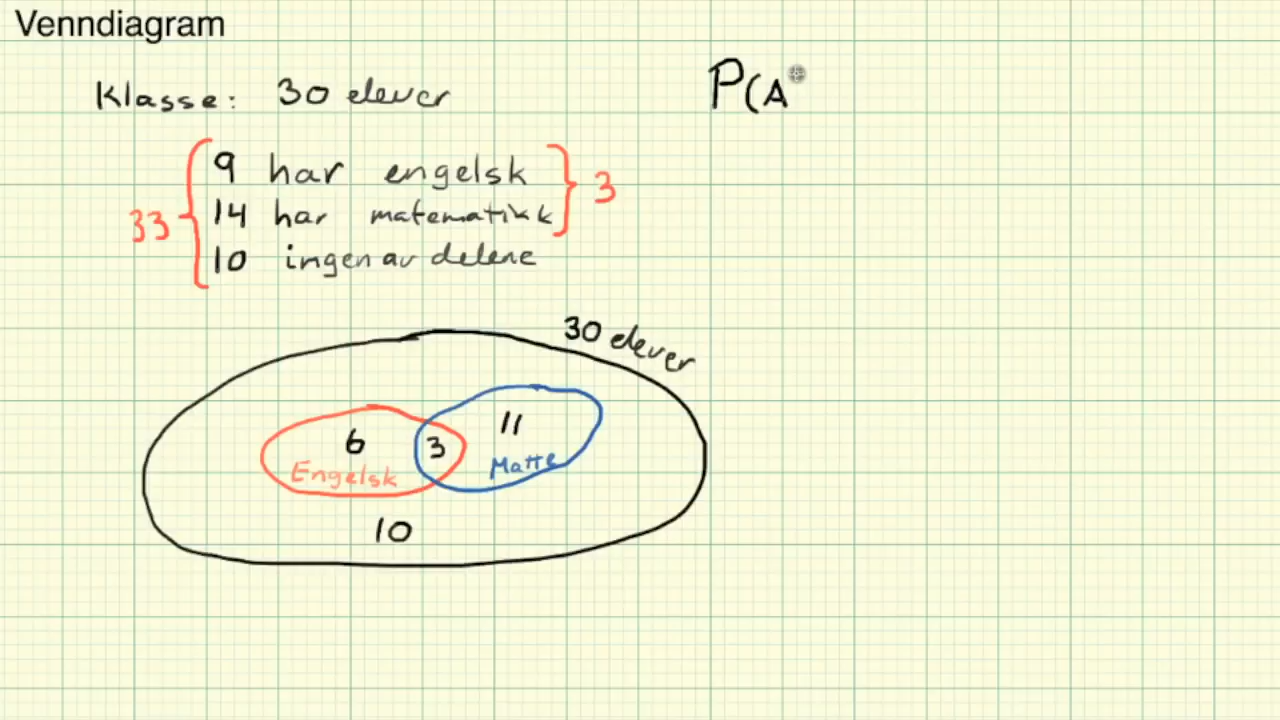 Venndiagram
Klasse: 30 elever
P(A
9 har engelsk
14 har matematikk
10 ingen av delene
33
3
30 elever
6
3
11
Engelsk
Matte
10